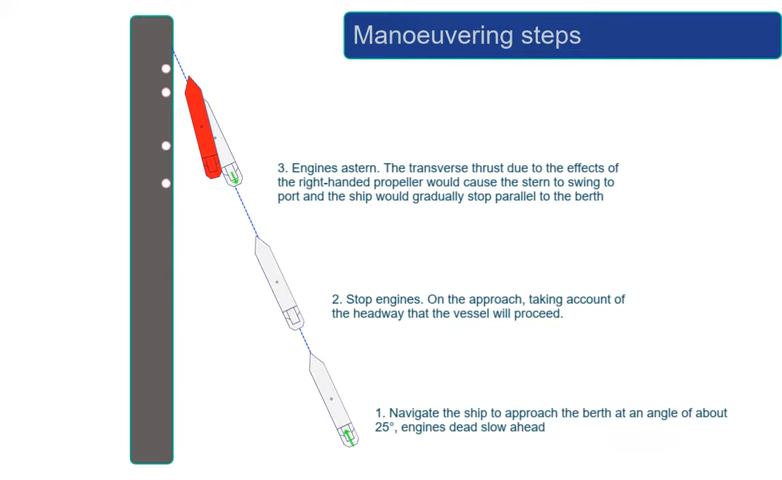 Manoeuvering steps
3. Engines astern. The transverse thrust due to the effects of
the right-handed propeller would cause the stern to swing to
port and the ship would gradually stop parallel to the berth
2. Stop engines. On the approach, taking account of
the headway that the vessel will proceed.
1. Navigate the ship to approach the berth at an angle of about
25°, engines dead slow ahead